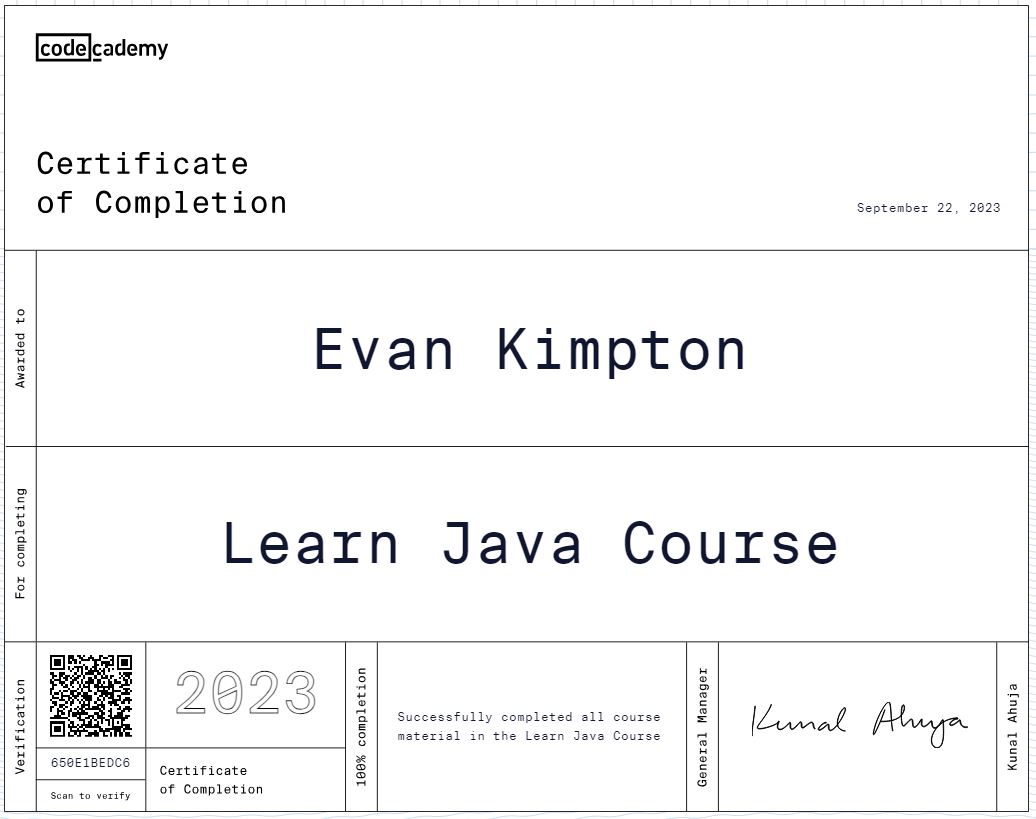 codecademy
Certificate
of Completion
September 22, 2023
Awarded to
Evan Kimpton
For completing
Learn Java Course
Verification
650E1BEDC6
Scan to verify
2023
Certificate
of Completion
100% completion
Successfully completed all course
material in the Learn Java Course
General Manager
Kunal Ahuja
Kunal Ahuja